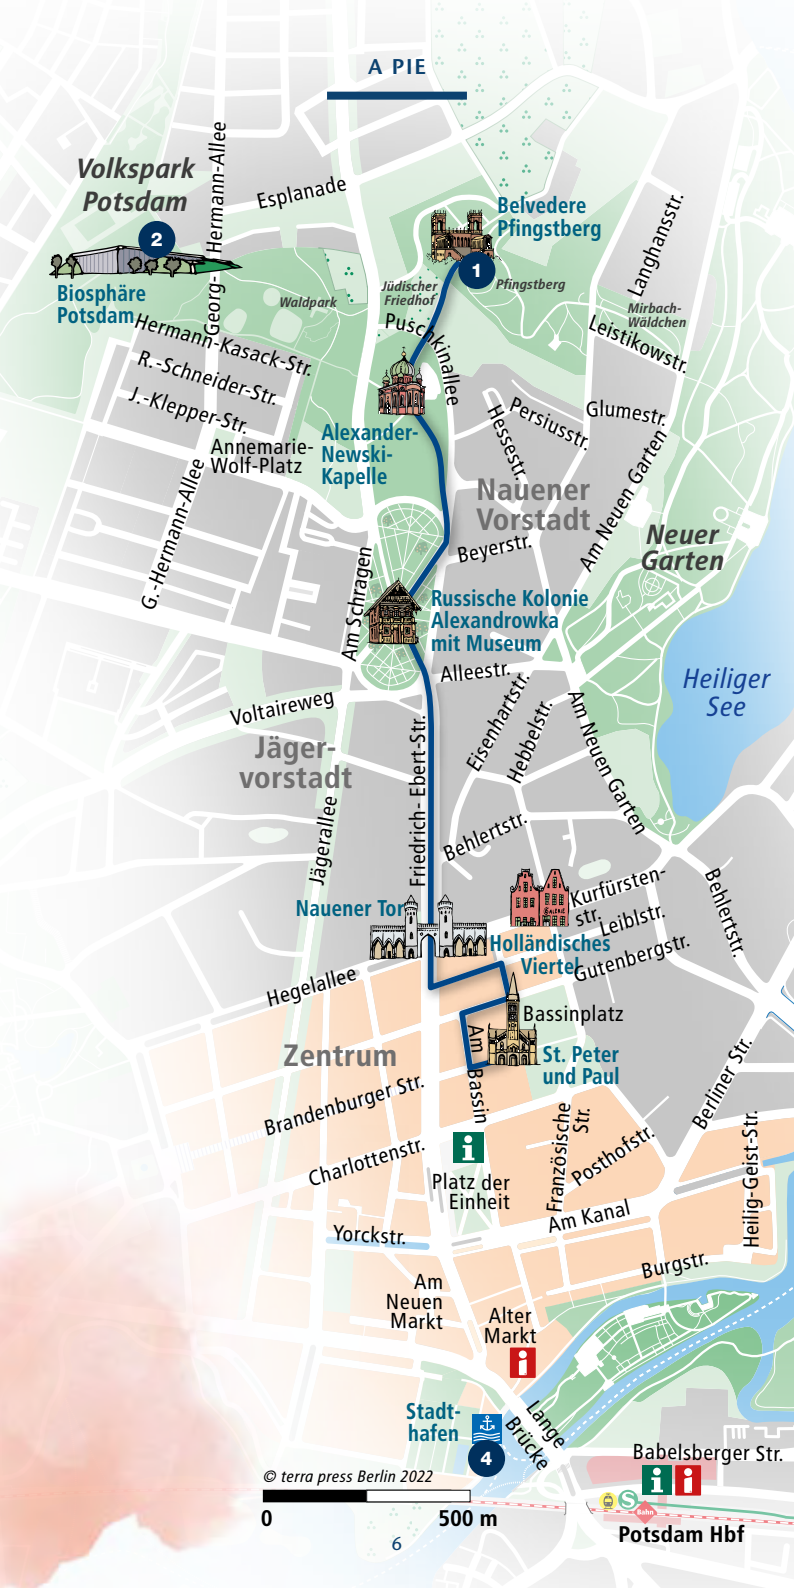 A PIE
Volkspark
Potsdam
Georg-Hermann-Allee
Esplanade
Belvedere
Pfingstberg
Langhansstr.
2
1
Biosphäre
Potsdam
Waldpark
Jüdischer
Friedhof
Pfingstberg
Mirbach-
Wäldchen
Hermann-Kasack-Str.
Puschkinallee
Leistikowstr.
R.-Schneider-Str.
J.-Klepper-Str.
Annemarie-
Wolf-Platz
Alexander-
Newski-
Kapelle
Hessestr.
Persiusstr.
Glumestr.
G.-Hermann-Allee
Nauener
Vorstadt
Am Neuen Garten
Neuer
Garten
Beyerstr.
Am Schragen
Russische Kolonie
Alexandrowka
mit Museum
Alleestr.
Heiliger
See
Voltaireweg
Eisenhartstr.
Hebbelstr.
Am Neuen Garten
Jäger-
vorstadt
Friedrich- Ebert-Str.
Jägerallee
Behlertstr.
Nauener Tor
GALERIE
Kurfürsten-
str.
Leiblstr.
Behlertstr.
Holländisches
Viertel
Gutenbergstr.
Hegelallee
Bassinplatz
Zentrum
Am Bassin
St. Peter
und Paul
Berliner Str.
Brandenburger Str.
Französische
Str.
Posthofstr.
Heilig-Geist-Str.
Charlottenstr.
i
Platz der
Einheit
Am Kanal
Yorckstr.
Burgstr.
Am
Neuen
Markt
Alter
Markt
i
Stadt-
hafen
4
Lange
Brücke
Babelsberger Str.
i i
© terra press Berlin 2022
S
Bahn
0 500 m
Potsdam Hbf
6